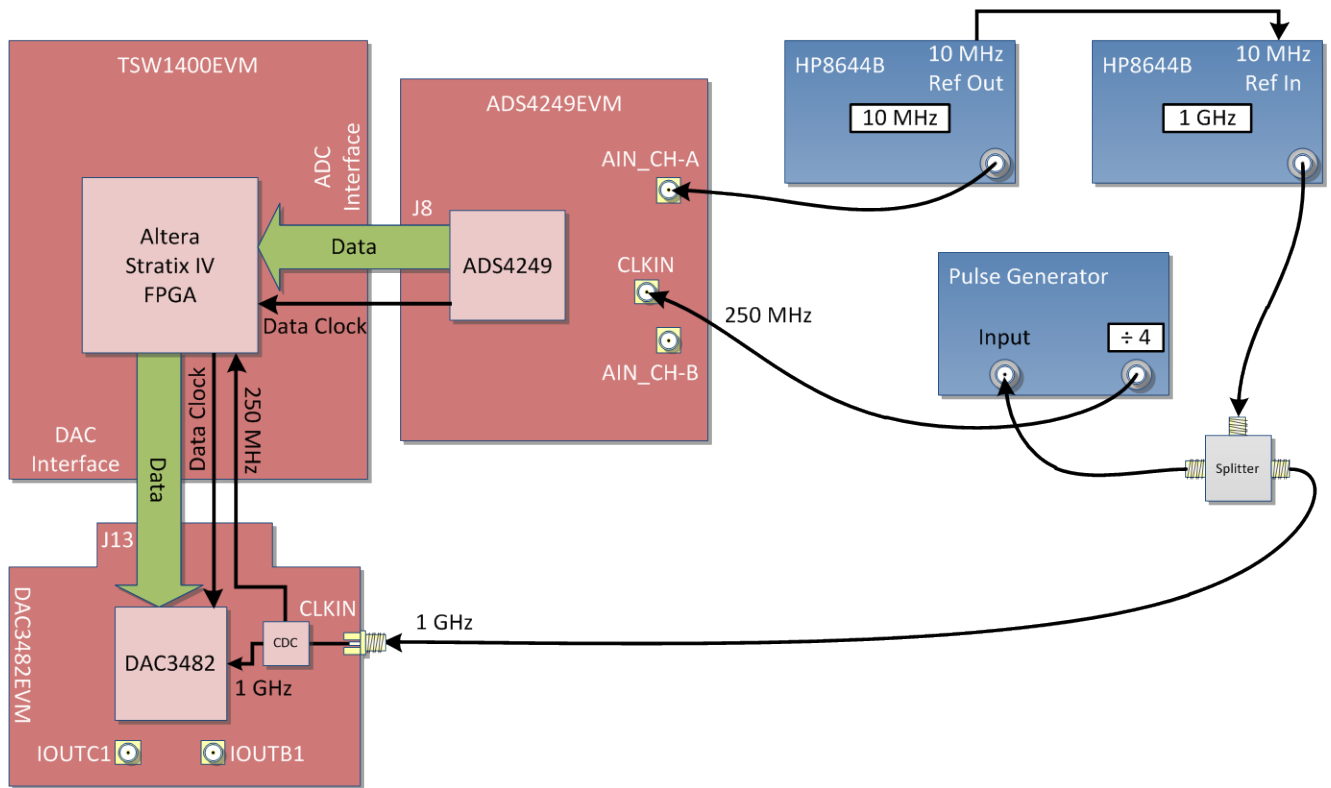 TSW1400EVM
ADC
Interface
Altera
Stratix IV
FPGA
Data
Data Clock
DAC
Interface
Data
Data Clock
250 MHz
ADS4249EVM
J8
ADS4249
AIN_CH-A
CLKIN
AIN_CH-B
HP8644B
10 MHz
Ref Out
10 MHz
HP8644B
10 MHz
Ref In
1 GHz
250 MHz
Pulse Generator
Input
÷ 4
Splitter
J13
DAC3482EVM
DAC3482
CDC
CLKIN
1 GHz
1 GHz
IOUTC1
IOUTB1